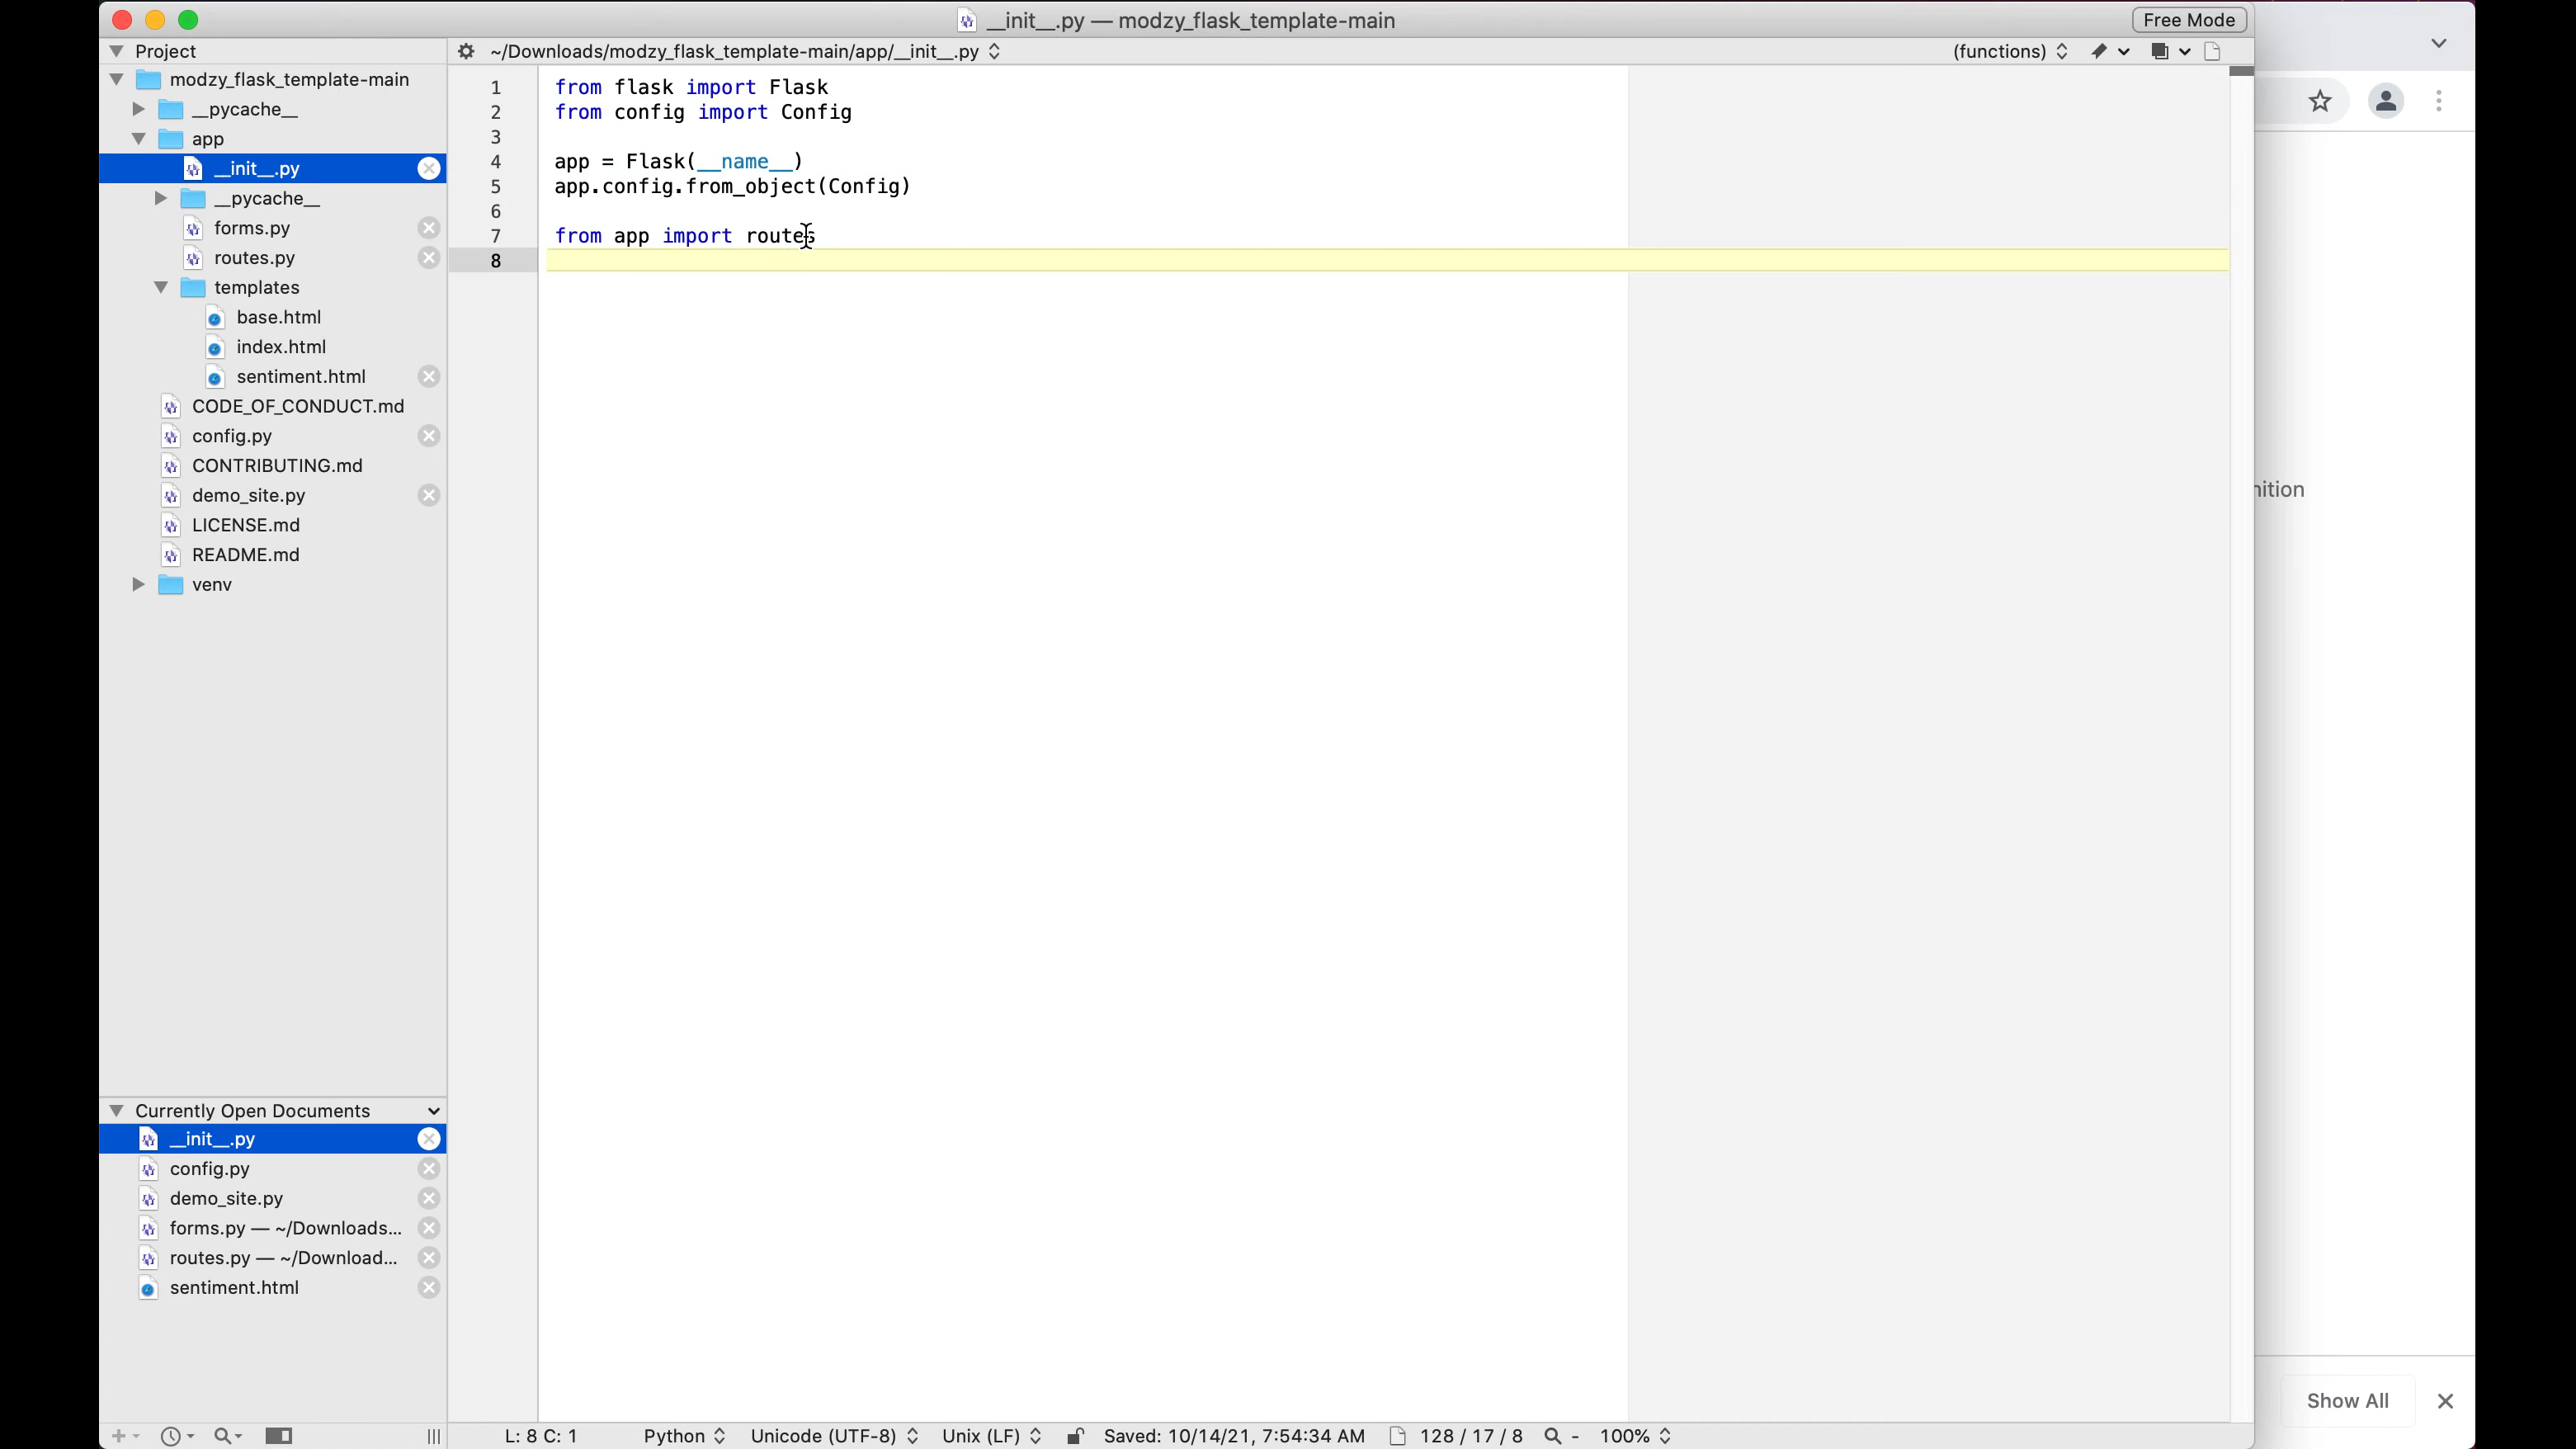 __init__.py — modzy_flask_template-main
Free Mode
Project
~/Downloads/modzy_flask_template-main/app/__init__.py
(functions)
modzy_flask_template-main
__pycache__
app
__init__.py
__pycache__
forms.py
routes.py
templates
base.html
index.html
sentiment.html
CODE_OF_CONDUCT.md
config.py
CONTRIBUTING.md
demo_site.py
LICENSE.md
README.md
venv
1 from flask import Flask
2 from config import Config
3
4 app = Flask(__name__)
5 app.config.from_object(Config)
6
7 from app import routes
8
nition
Currently Open Documents
__init__.py
config.py
demo_site.py
forms.py — ~/Downloads...
routes.py — ~/Download...
sentiment.html
Show All
L: 8 C: 1 Python Unicode (UTF-8) Unix (LF) Saved: 10/14/21, 7:54:34 AM 128 / 17 / 8 - 100%